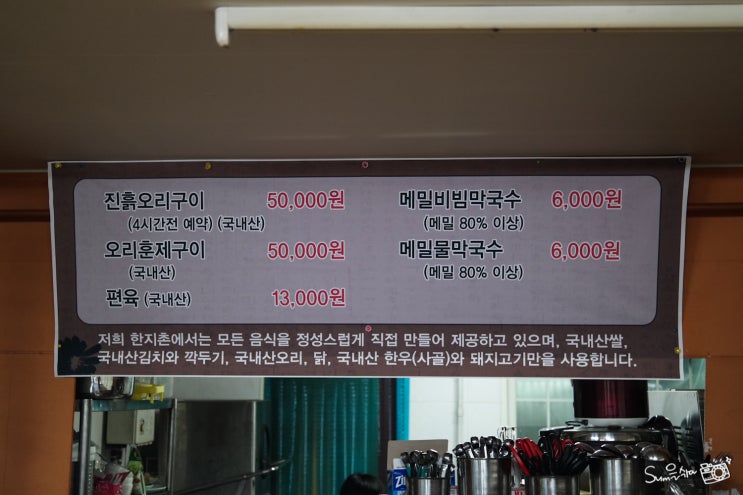 진흙오리구이 50,000원
(4시간전 예약) (국내산)
오리훈제구이 50,000원
(국내산)
편육 (국내산) 13,000원
메밀비빔막국수 6,000원
(메밀 80% 이상)
메밀물막국수 6,000원
(메밀 80% 이상)
저희 한지촌에서는 모든 음식을 정성스럽게 직접 만들어 제공하고 있으며, 국내산쌀,
국내산김치와 깍두기, 국내산오리, 닭, 국내산 한우(사골)와 돼지고기만을 사용합니다.